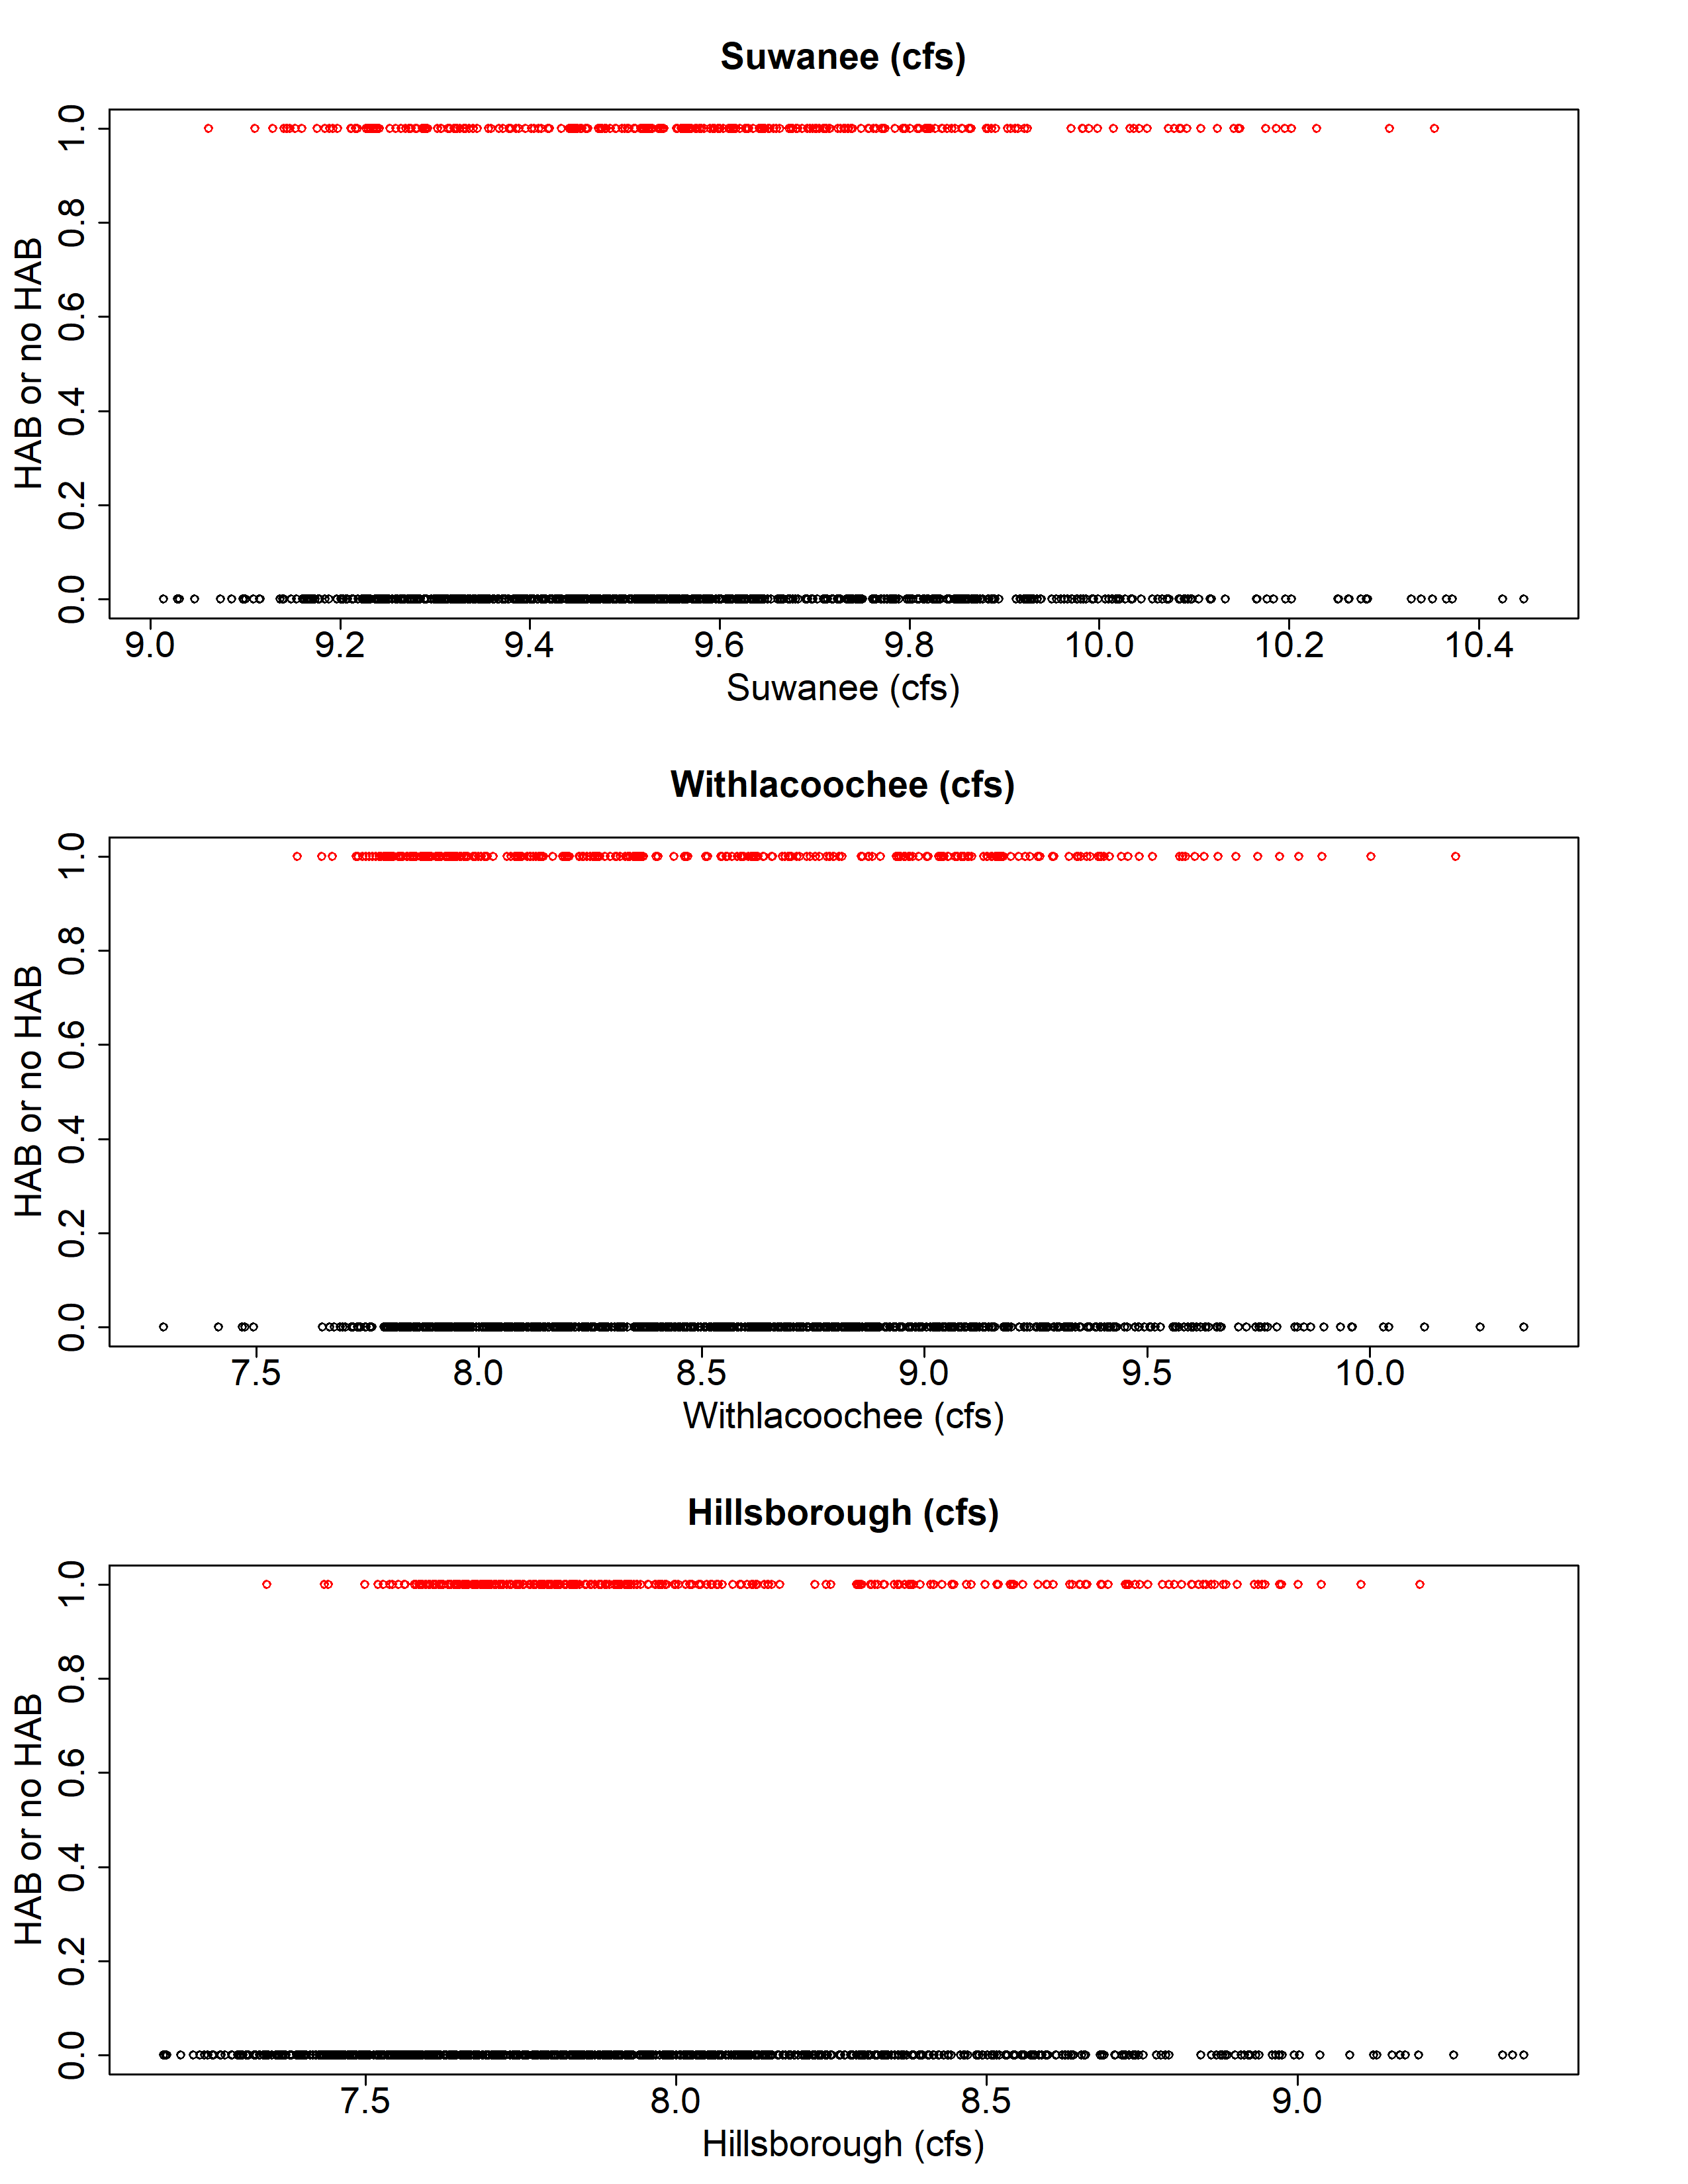 Suwanee (cfs)
HAB or no HAB
1.0
0.8
0.6
0.4
0.2
0.0
9.0 9.2 9.4 9.6 9.8 10.0 10.2 10.4
Suwanee (cfs)
Withlacoochee (cfs)
HAB or no HAB
1.0
0.8
0.6
0.4
0.2
0.0
7.5 8.0 8.5 9.0 9.5 10.0
Withlacoochee (cfs)
Hillsborough (cfs)
HAB or no HAB
1.0
0.8
0.6
0.4
0.2
0.0
7.5 8.0 8.5 9.0
Hillsborough (cfs)